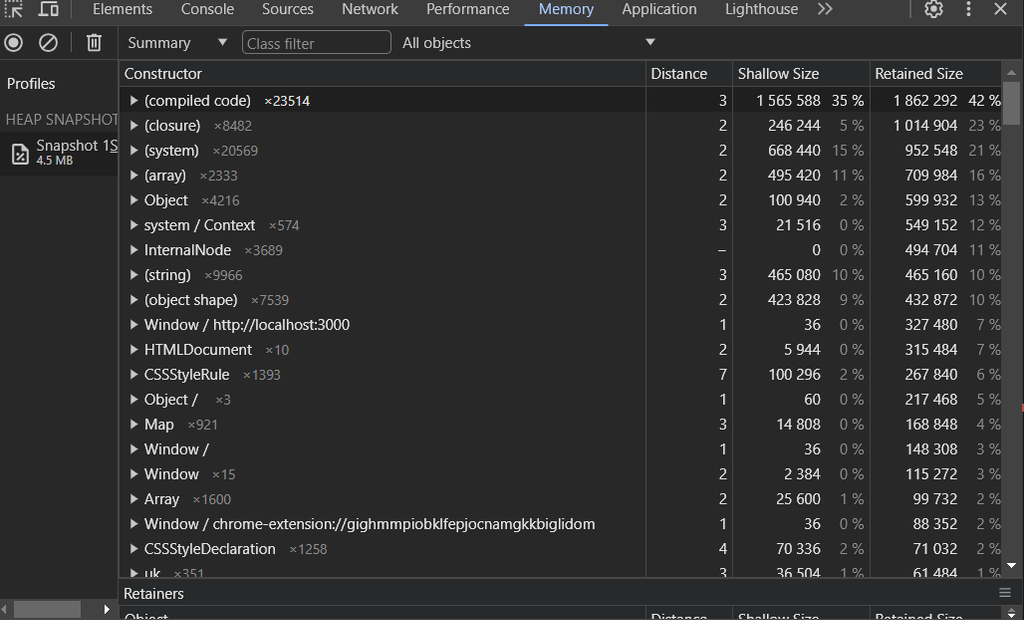 Elements Console Sources Network Performance Memory Application Lighthouse
Summary Class filter All objects
Profiles
HEAP SNAPSHOT
Snapshot 1 S
4.5 MB
Constructor Distance Shallow Size Retained Size
(compiled code) ×23514 3 1 565 588 35 % 1 862 292 42 %
(closure) ×8482 2 246 244 5 % 1 014 904 23 %
(system) ×20569 2 668 440 15 % 952 548 21 %
(array) ×2333 2 495 420 11 % 709 984 16 %
Object ×4216 2 100 940 2 % 599 932 13 %
system / Context ×574 3 21 516 0 % 549 152 12 %
InternalNode ×3689 – 0 0 % 494 704 11 %
(string) ×9966 3 465 080 10 % 465 160 10 %
(object shape) ×7539 2 423 828 9 % 432 872 10 %
Window / http://localhost:3000 1 36 0 % 327 480 7 %
HTMLDocument ×10 2 5 944 0 % 315 484 7 %
CSSStyleRule ×1393 7 100 296 2 % 267 840 6 %
Object / ×3 1 60 0 % 217 468 5 %
Map ×921 3 14 808 0 % 168 848 4 %
Window / 1 36 0 % 148 308 3 %
Window ×15 2 2 384 0 % 115 272 3 %
Array ×1600 2 25 600 1 % 99 732 2 %
Window / chrome-extension://gighmmpiobklfepjocnamgkkbiglidom 1 36 0 % 88 352 2 %
CSSStyleDeclaration ×1258 4 70 336 2 % 71 032 2 %
uk ×351 3 36 504 1 % 61 484 1 %
Retainers
Object Distance Shallow Size Retained Size